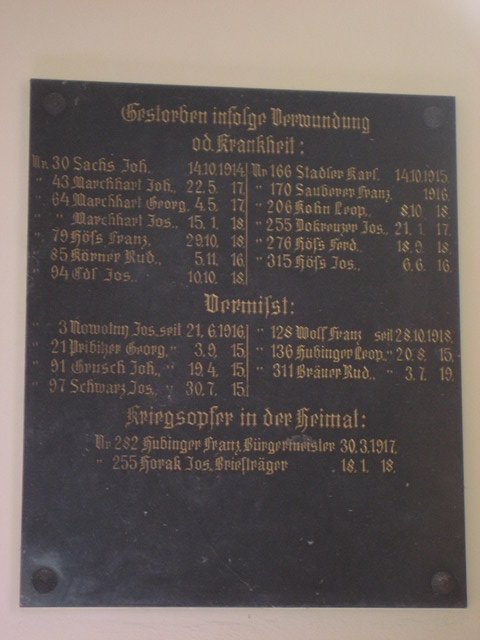 Gestorben infolge Verwundung
od. Krankheit:
Nr. 30 Sachs Joh. 14.10.1914.
" 43 Marchhart Joh., 22.5. 17.
" 64 Marchhart Georg, 4.5. 17.
" " Marchhart Jos., 15.1. 18.
" 79 Höfs Franz, 29.10. 18.
" 85 Körner Rud., 5.11. 16.
" 94 Edl Jos., 10.10. 18.
Nr. 166 Stadler Karl, 14.10.1915.
" 170 Sauberer Franz, 1916.
" 206 Kohn Leop., 8.10. 18.
" 255 Dokreuzer Jos., 21.1. 17.
" 276 Höfs Ferd., 18.9. 18.
" 315 Höfs Jos., 6.6. 16.
Vermißt:
" 3 Nowotny Jos. seit 21.6.1916.
" 21 Pribitzer Georg, " 3.9. 15.
" 91 Grusch Joh., " 19.4. 15.
" 97 Schwarz Jos., " 30.7. 15.
" 128 Wolf Franz seit 28.10.1918.
" 136 Hubinger Leop., " 20.8. 15.
" 311 Bräuer Rud., " 3.7. 19.
Kriegsopfer in der Heimat:
Nr. 282 Hubinger Franz, Bürgermeister 30.3.1917.
" 255 Horak Jos. Briefträger 18.1. 18.